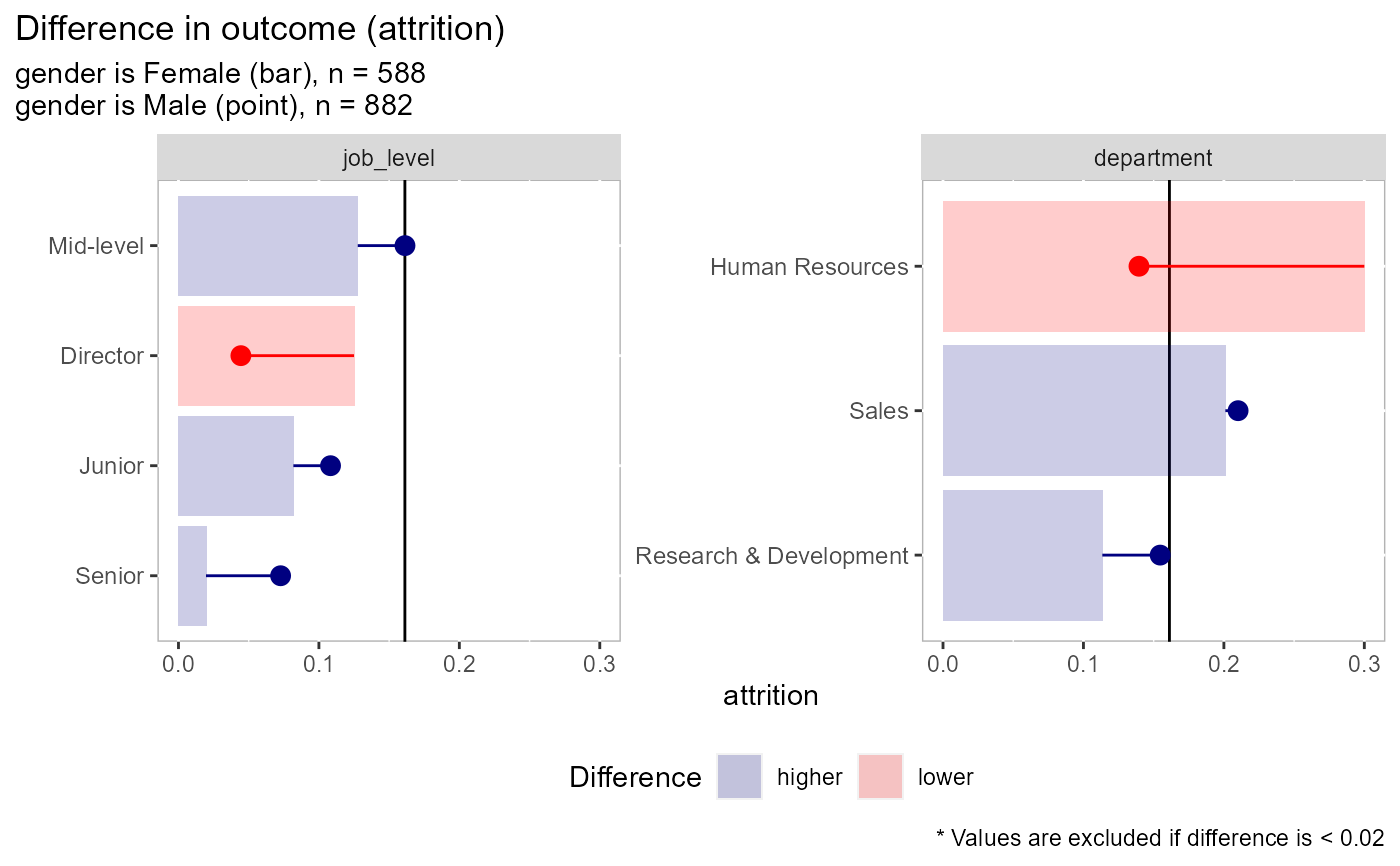 Difference in outcome (attrition)
gender is Female (bar), n = 588
gender is Male (point), n = 882
job_level
Mid-level
Director
Junior
Senior
0.0 0.1 0.2 0.3
department
Human Resources
Sales
Research & Development
0.0 0.1 0.2 0.3
attrition
Difference higher lower
* Values are excluded if difference is < 0.02